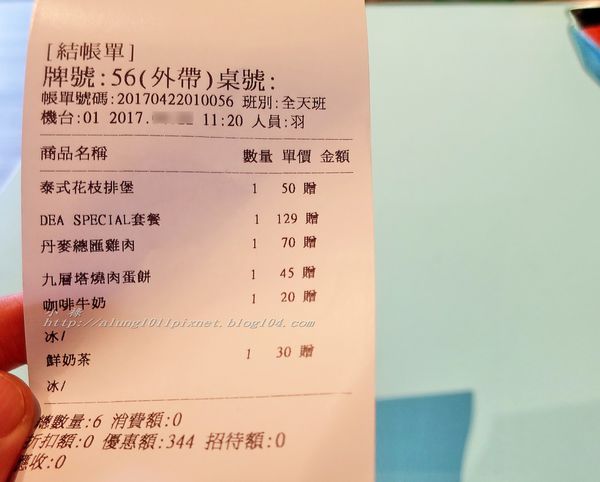 [結帳單]
牌號:56(外帶)桌號:
帳單號碼:20170422010056 班別:全天班
機台:01 2017. 11:20 人員:羽
商品名稱 數量 單價 金額
泰式花枝排堡 1 50 贈
DEA SPECIAL套餐 1 129 贈
丹麥總匯雞肉 1 70 贈
九層塔燒肉蛋餅 1 45 贈
咖啡牛奶 1 20 贈
http://alung1011pixnet.blog104.com/
冰/
鮮奶茶 1 30 贈
冰/
總數量:6 消費額:0
折扣額:0 優惠額:344 招待額:0
應收:0